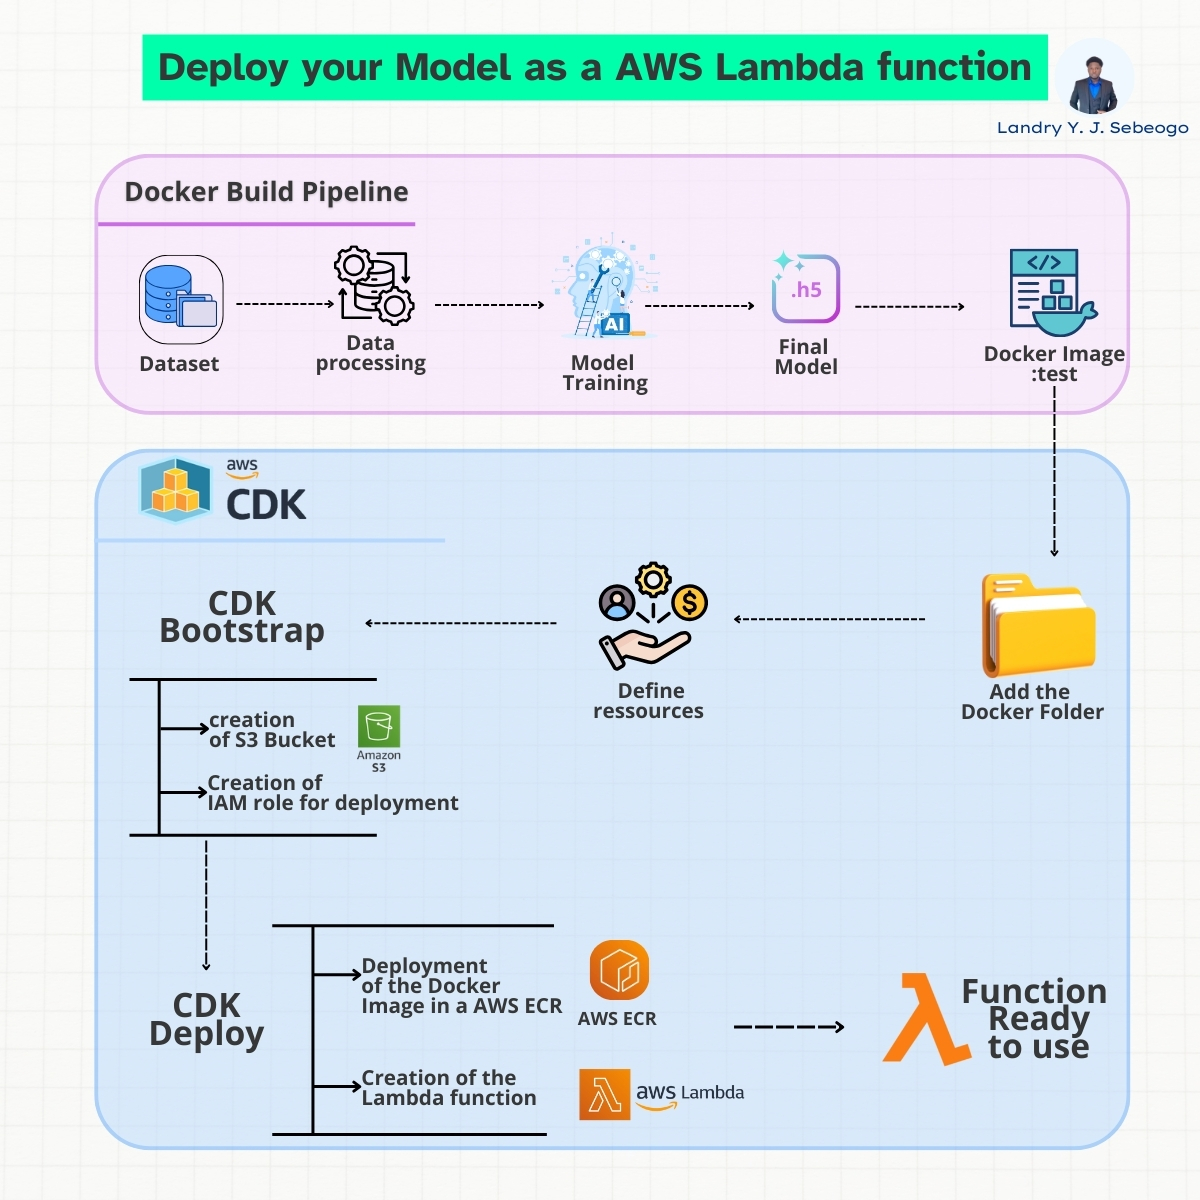 Deploy your Model as a AWS Lambda function
Landry Y. J. Sebeogo
Docker Build Pipeline
Dataset
Data
processing
AI
Model
Training
.h5
Final
Model
</>
Docker Image
:test
aws
CDK
CDK
Bootstrap
Define
ressources
$
Add the
Docker Folder
creation
of S3 Bucket
Amazon
S3
Creation of
IAM role for deployment
CDK
Deploy
Deployment
of the Docker
Image in a AWS ECR
AWS ECR
Creation of the
Lambda function
aws Lambda
Function
Ready
to use